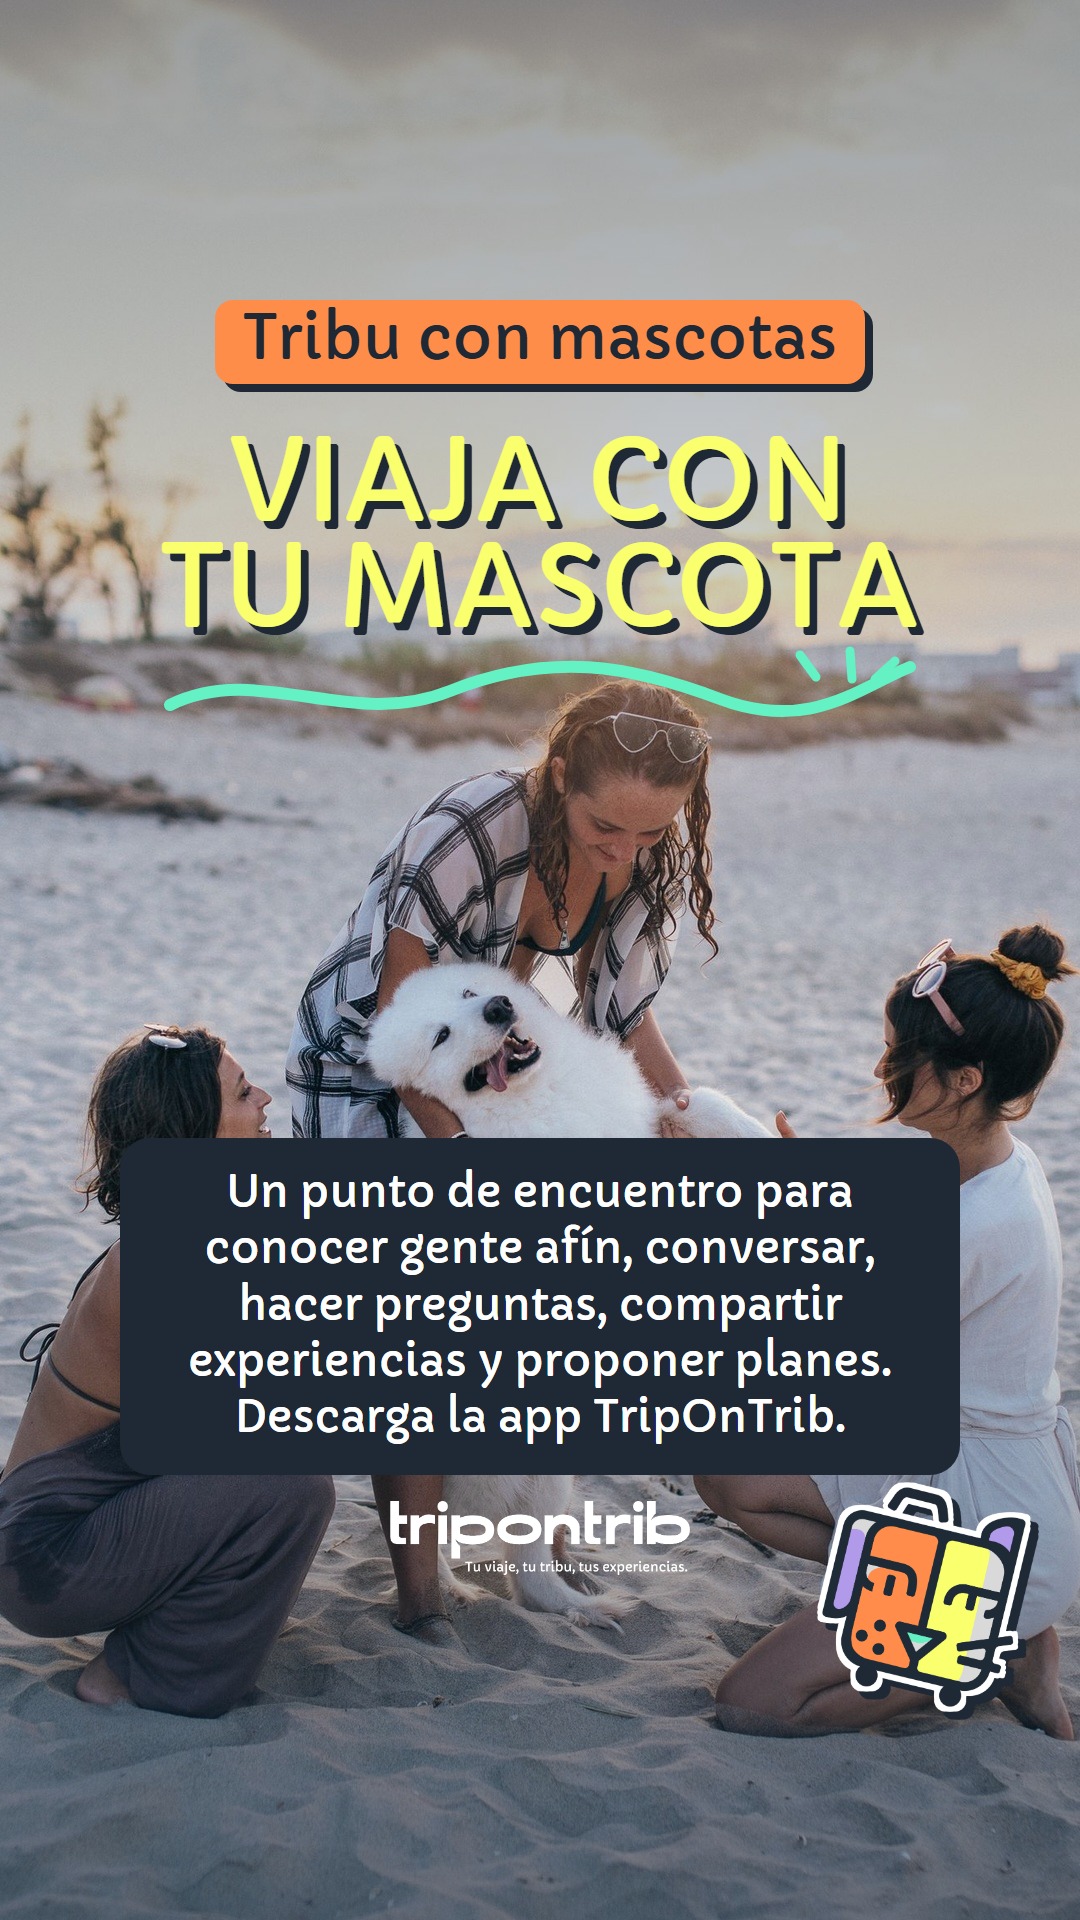 Tribu con mascotas
VIAJA CON
TU MASCOTA
Un punto de encuentro para
conocer gente afín, conversar,
hacer preguntas, compartir
experiencias y proponer planes.
Descarga la app TripOnTrib.
tripontrib
Tu viaje, tu tribu, tus experiencias.